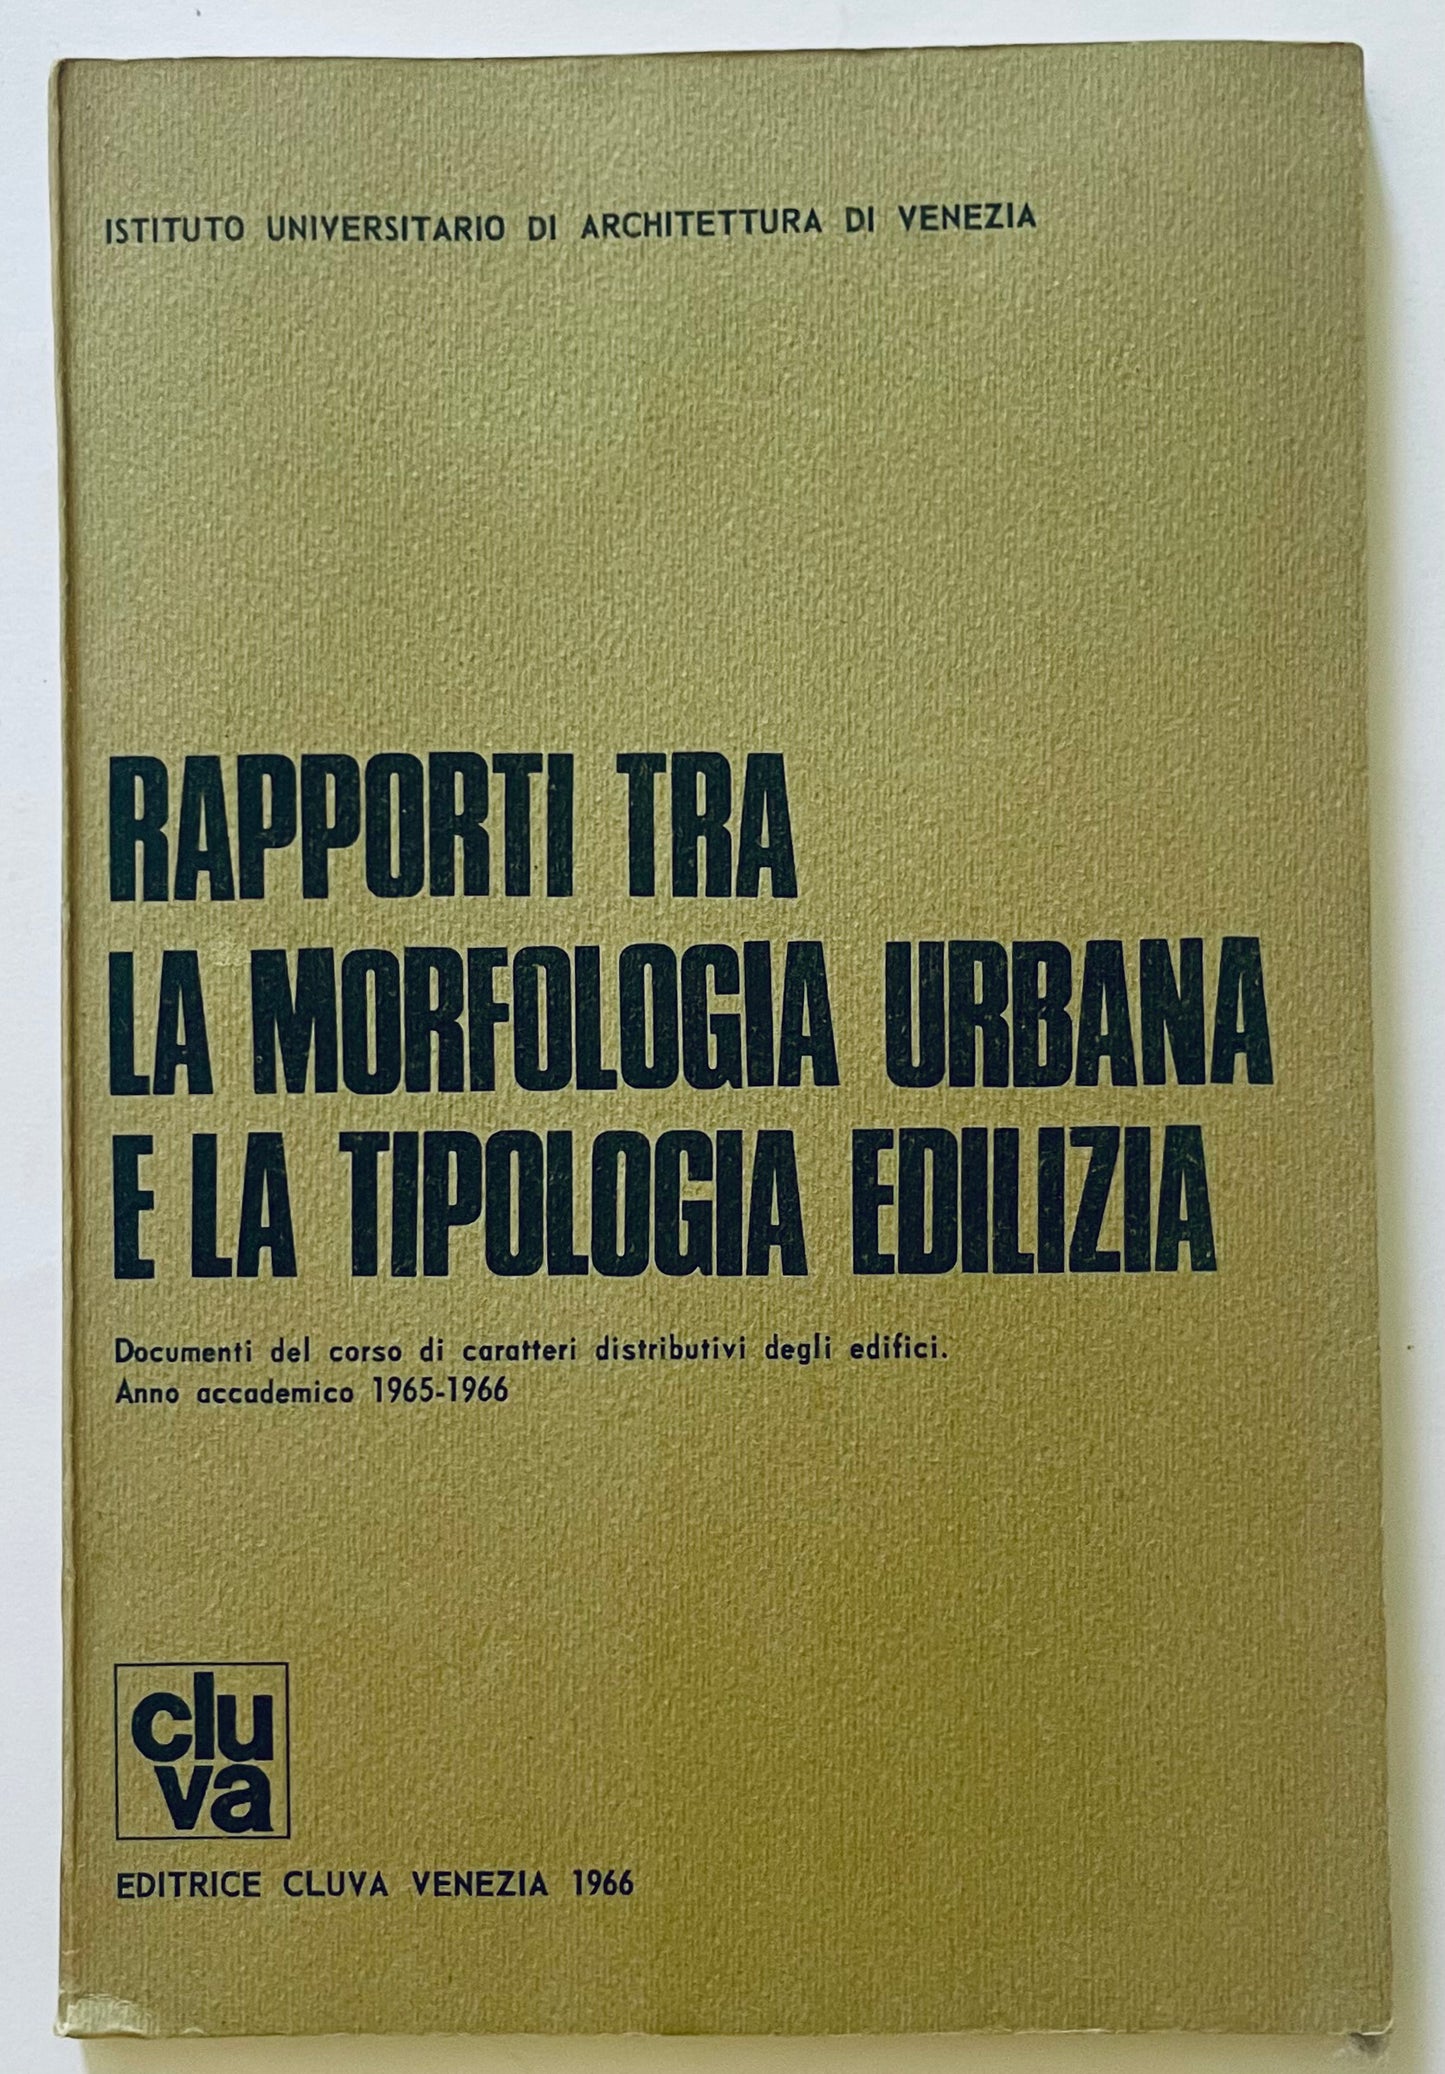 ISTITUTO UNIVERSITARIO DI ARCHITETTURA DI VENEZIA
RAPPORTI TRA
LA MORFOLOGIA URBANA
E LA TIPOLOGIA EDILIZIA
Documenti del corso di caratteri distributivi degli edifici.
Anno accademico 1965-1966
clu
va
EDITRICE CLUVA VENEZIA 1966